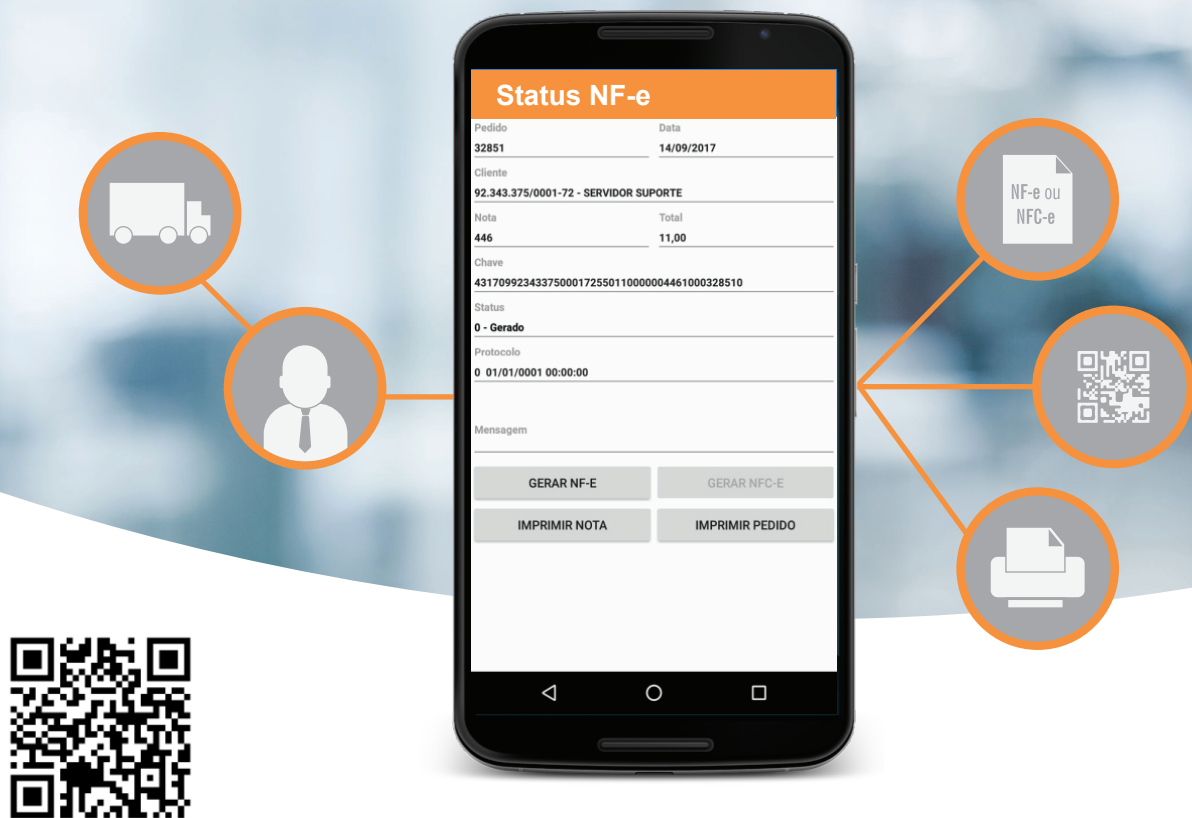 Status NF-e
Pedido Data
32851 14/09/2017
Cliente
92.343.375/0001-72 - SERVIDOR SUPORTE
Nota Total
446 11,00
Chave
43170992343375000172550110000004461000328510
Status
0 - Gerado
Protocolo
0 01/01/0001 00:00:00
Mensagem
GERAR NF-E GERAR NFC-E
IMPRIMIR NOTA IMPRIMIR PEDIDO
NF-e ou
NFC-e